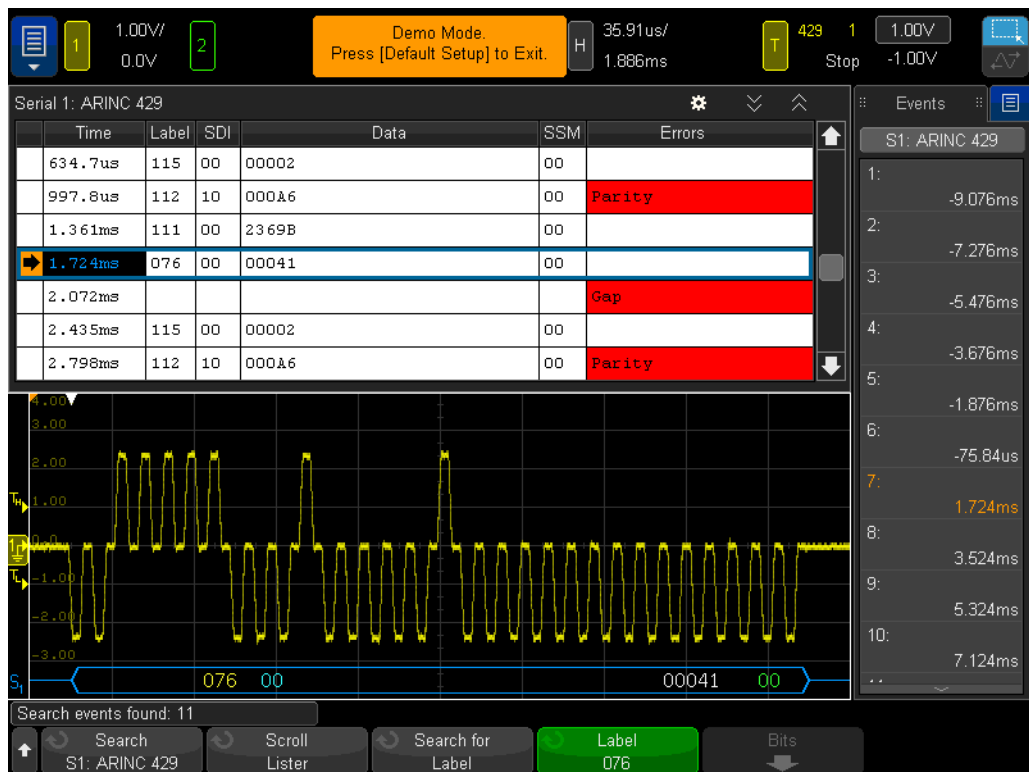 1 1.00V/ 2 Demo Mode. H 35.91us/ T 429 1 1.00V
0.0V Press [Default Setup] to Exit. 1.886ms Stop -1.00V
Serial 1: ARINC 429
Time Label SDI Data SSM Errors
634.7us 115 00 00002 00
997.8us 112 10 000A6 00 Parity
1.361ms 111 00 2369B 00
1.724ms 076 00 00041 00
2.072ms Gap
2.435ms 115 00 00002 00
2.798ms 112 10 000A6 00 Parity
Events
S1: ARINC 429
1:
-9.076ms
2:
-7.276ms
3:
-5.476ms
4:
-3.676ms
5:
-1.876ms
6:
-75.84us
7:
1.724ms
8:
3.524ms
9:
5.324ms
10:
7.124ms
4.00
3.00
2.00
TH 1.00
1 0.0
TL -1.00
-2.00
-3.00
S1 076 00 00041 00
Search events found: 11
Search Scroll Search for Label Bits
S1: ARINC 429 Lister Label 076